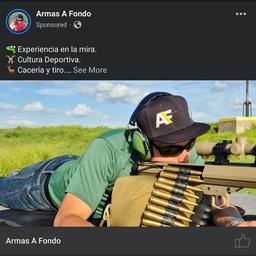 Armas A Fondo
Sponsored ·
🔫 Experiencia en la mira.
🏋 Cultura Deportiva.
🦌 Cacería y tiro.... See More
AF
Armas A Fondo